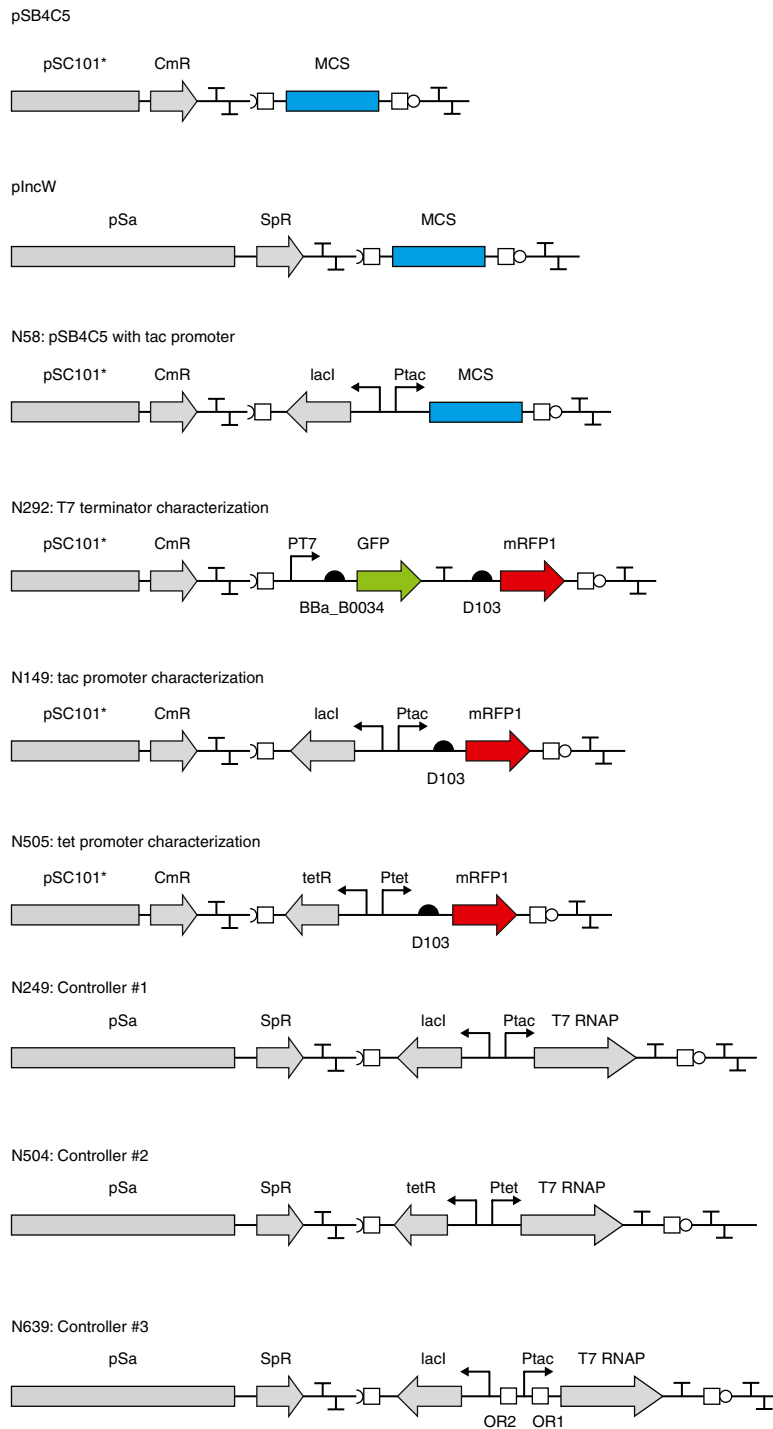 pSB4C5
pSC101* CmR MCS
pIncW
pSa SpR MCS
N58: pSB4C5 with tac promoter
pSC101* CmR lacI Ptac MCS
N292: T7 terminator characterization
pSC101* CmR PT7 GFP mRFP1
BBa_B0034 D103
N149: tac promoter characterization
pSC101* CmR lacI Ptac mRFP1
D103
N505: tet promoter characterization
pSC101* CmR tetR Ptet mRFP1
D103
N249: Controller #1
pSa SpR lacI Ptac T7 RNAP
N504: Controller #2
pSa SpR tetR Ptet T7 RNAP
N639: Controller #3
pSa SpR lacI Ptac T7 RNAP
OR2 OR1